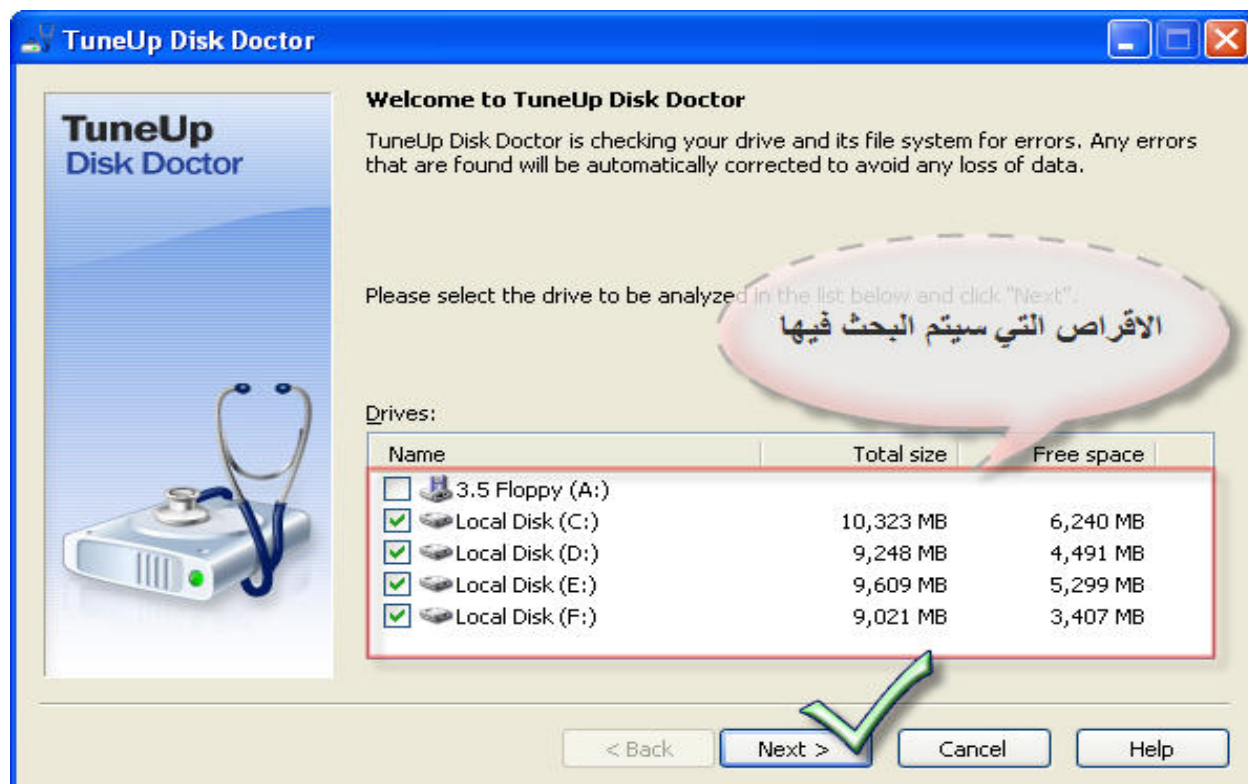 TuneUp Disk Doctor
TuneUp
Disk Doctor
Welcome to TuneUp Disk Doctor
TuneUp Disk Doctor is checking your drive and its file system for errors. Any errors
that are found will be automatically corrected to avoid any loss of data.
Please select the drive to be analyzed in the list below and click "Next".
الاقراص التي سيتم البحث فيها
Drives:
Name Total size Free space
3.5 Floppy (A:)
Local Disk (C:) 10,323 MB 6,240 MB
Local Disk (D:) 9,248 MB 4,491 MB
Local Disk (E:) 9,609 MB 5,299 MB
Local Disk (F:) 9,021 MB 3,407 MB
< Back Next > Cancel Help